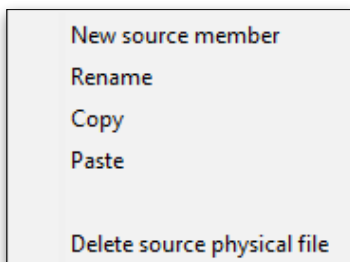 New source member
Rename
Copy
Paste
Delete source physical file